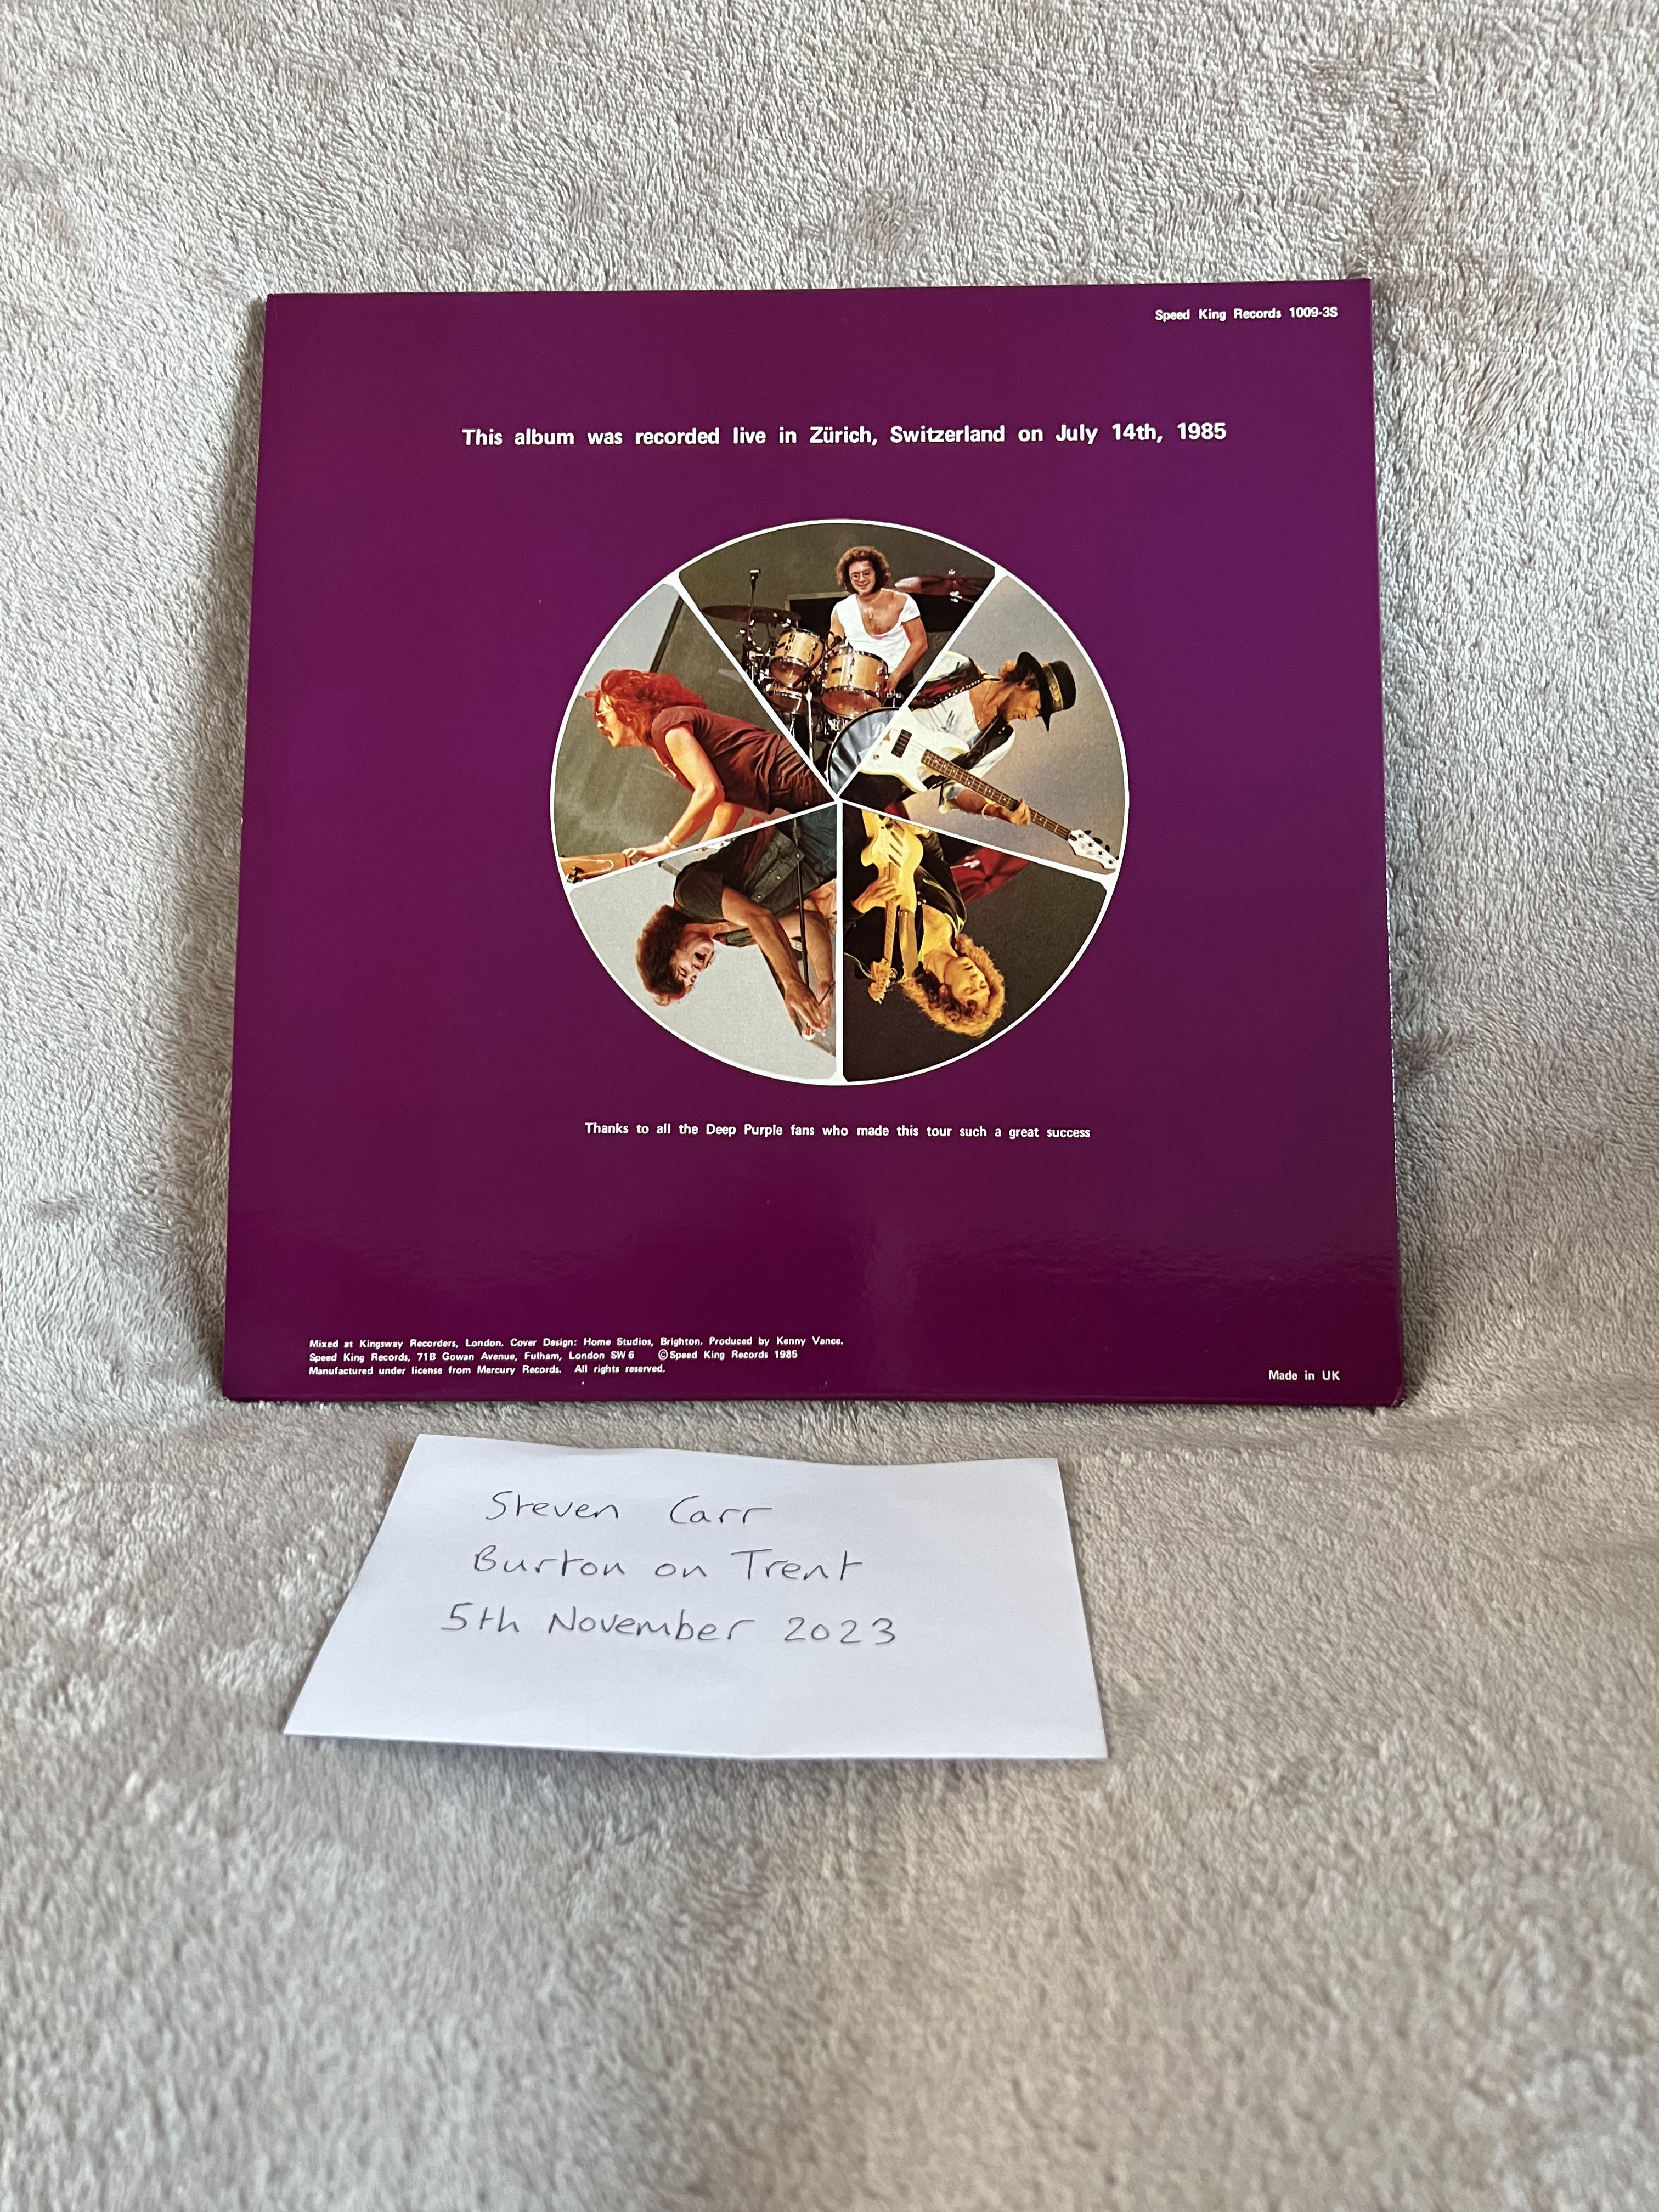 Speed King Records 1009-3S
This album was recorded live in Zürich, Switzerland on July 14th, 1985
Thanks to all the Deep Purple fans who made this tour such a great success
Mixed at Kingsway Recorders, London. Cover Design: Home Studios, Brighton. Produced by Kenny Vance.
Speed King Records, 71B Gowan Avenue, Fulham, London SW6 ©Speed King Records 1985
Manufactured under license from Mercury Records. All rights reserved.
Made in UK
Steven Carr
Burton on Trent
5th November 2023